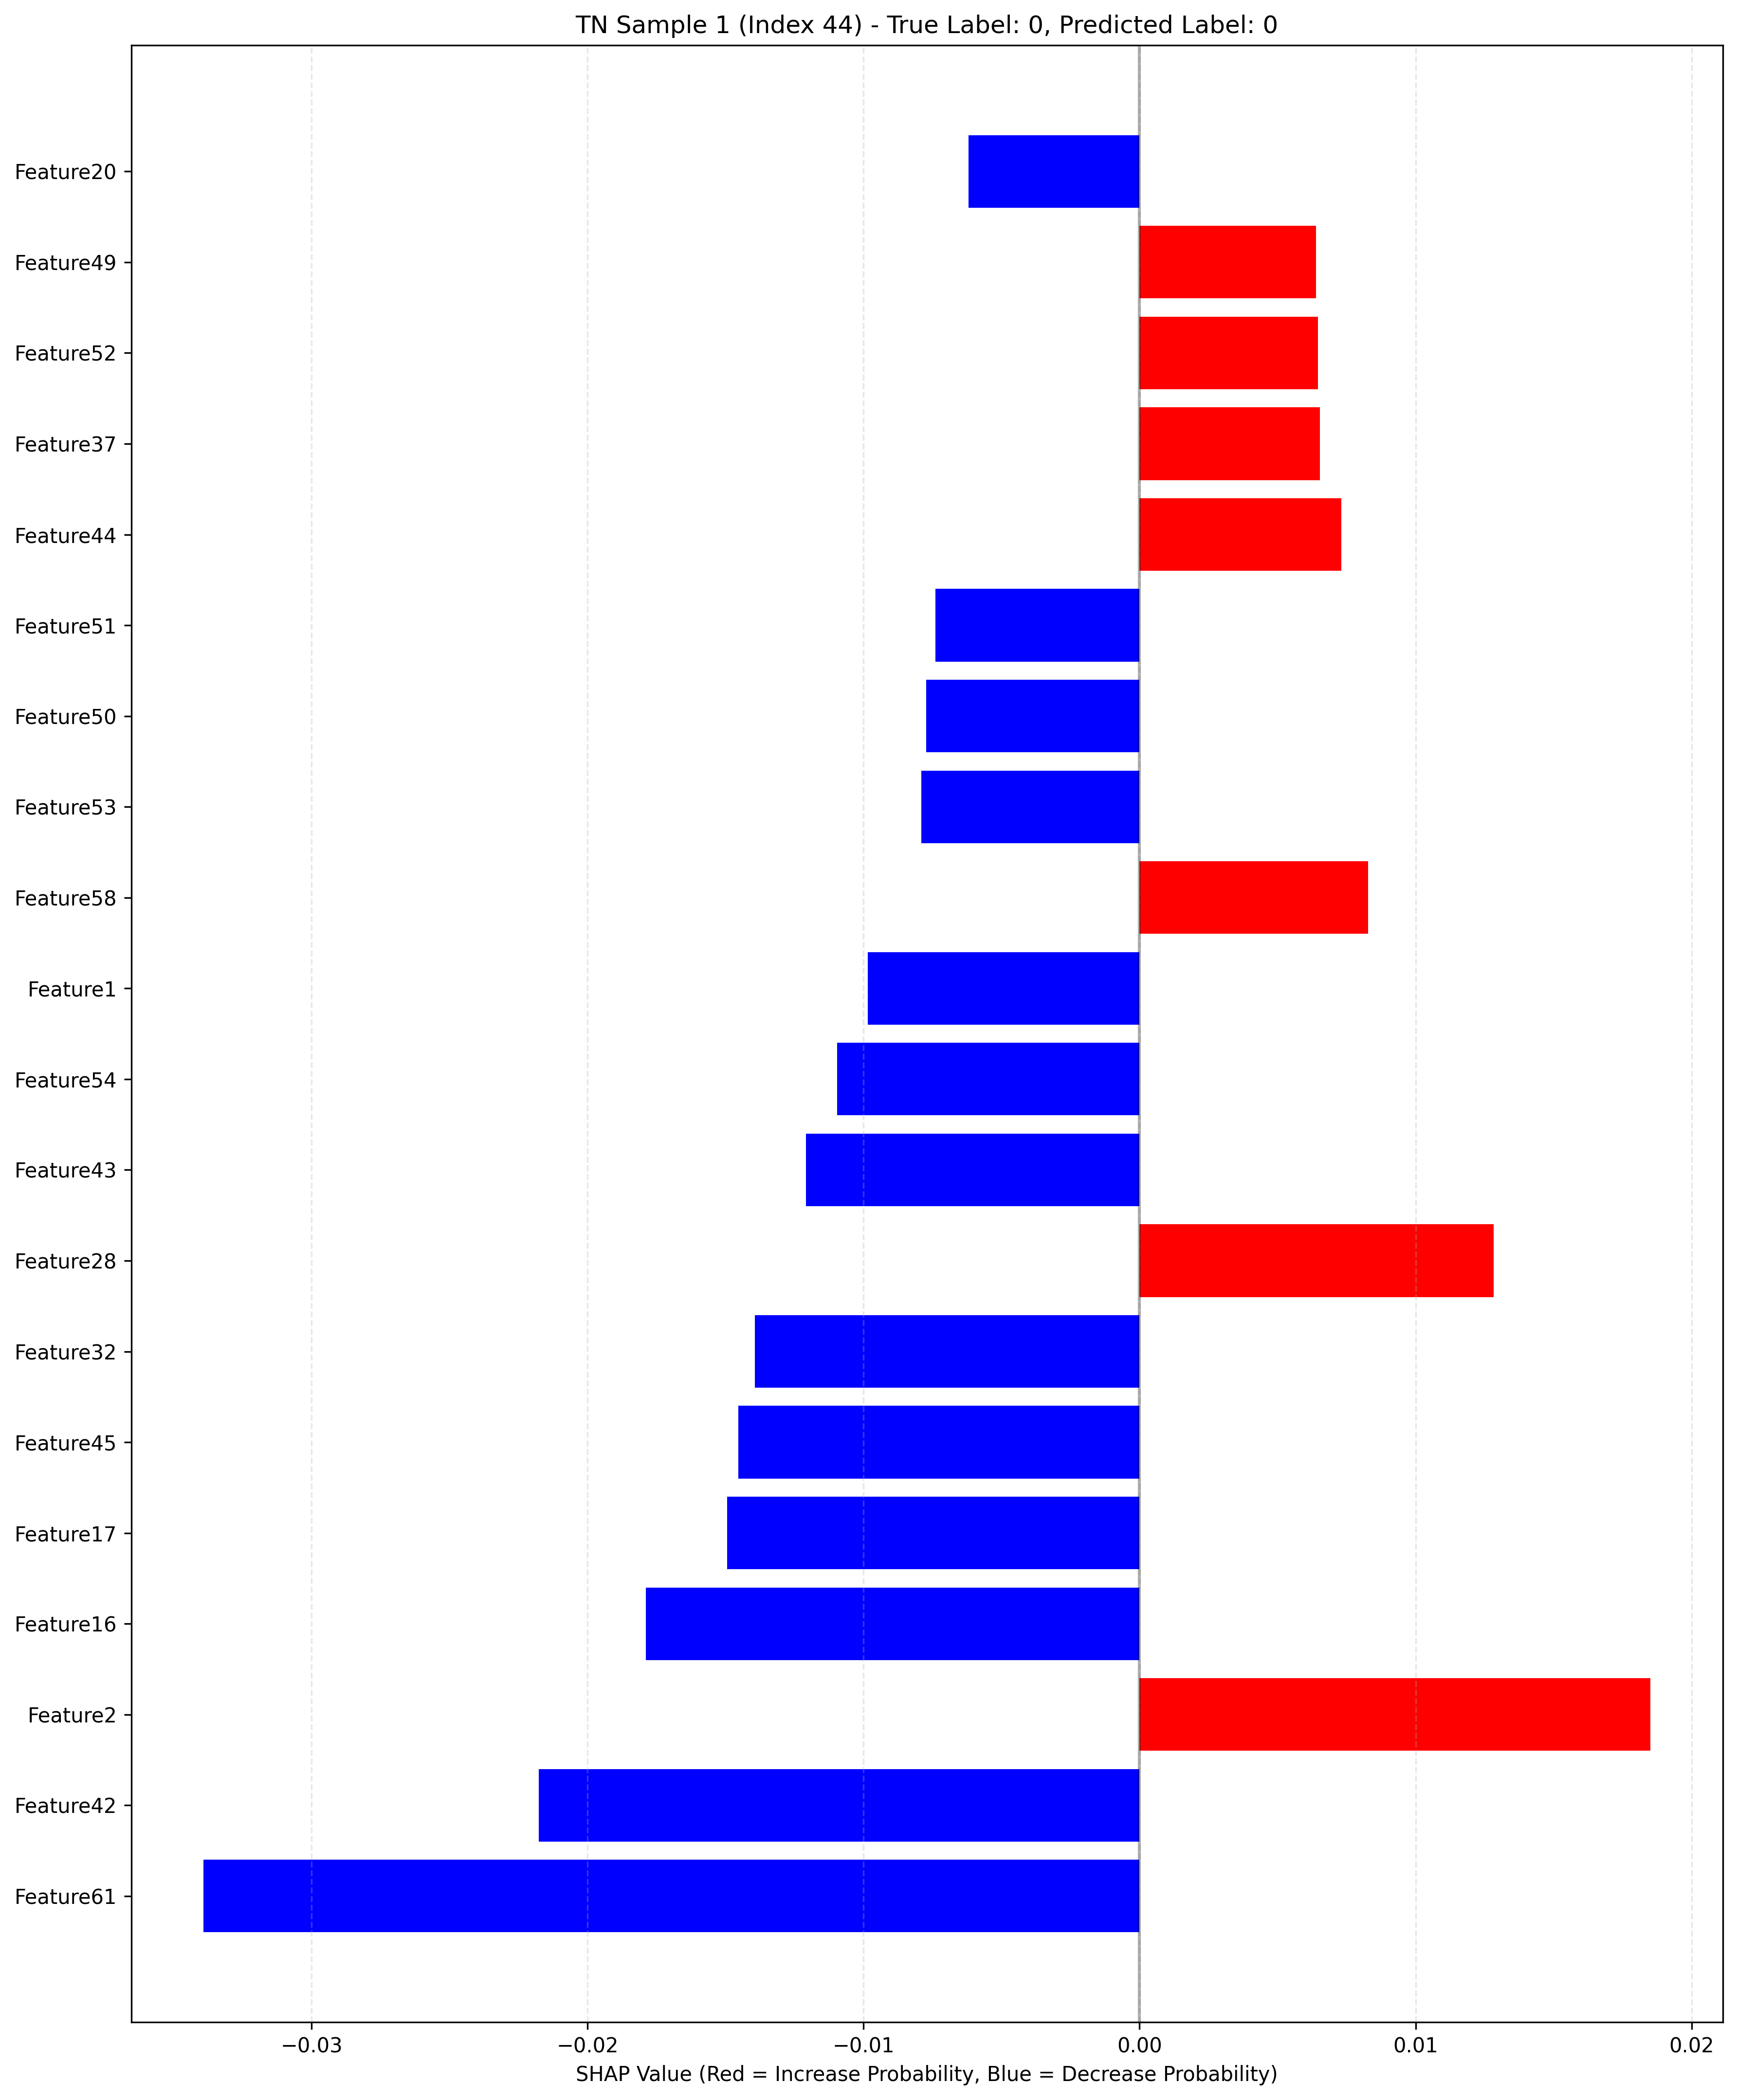 TN Sample 1 (Index 44) - True Label: 0, Predicted Label: 0
Feature20
Feature49
Feature52
Feature37
Feature44
Feature51
Feature50
Feature53
Feature58
Feature1
Feature54
Feature43
Feature28
Feature32
Feature45
Feature17
Feature16
Feature2
Feature42
Feature61
−0.03 −0.02 −0.01 0.00 0.01 0.02
SHAP Value (Red = Increase Probability, Blue = Decrease Probability)